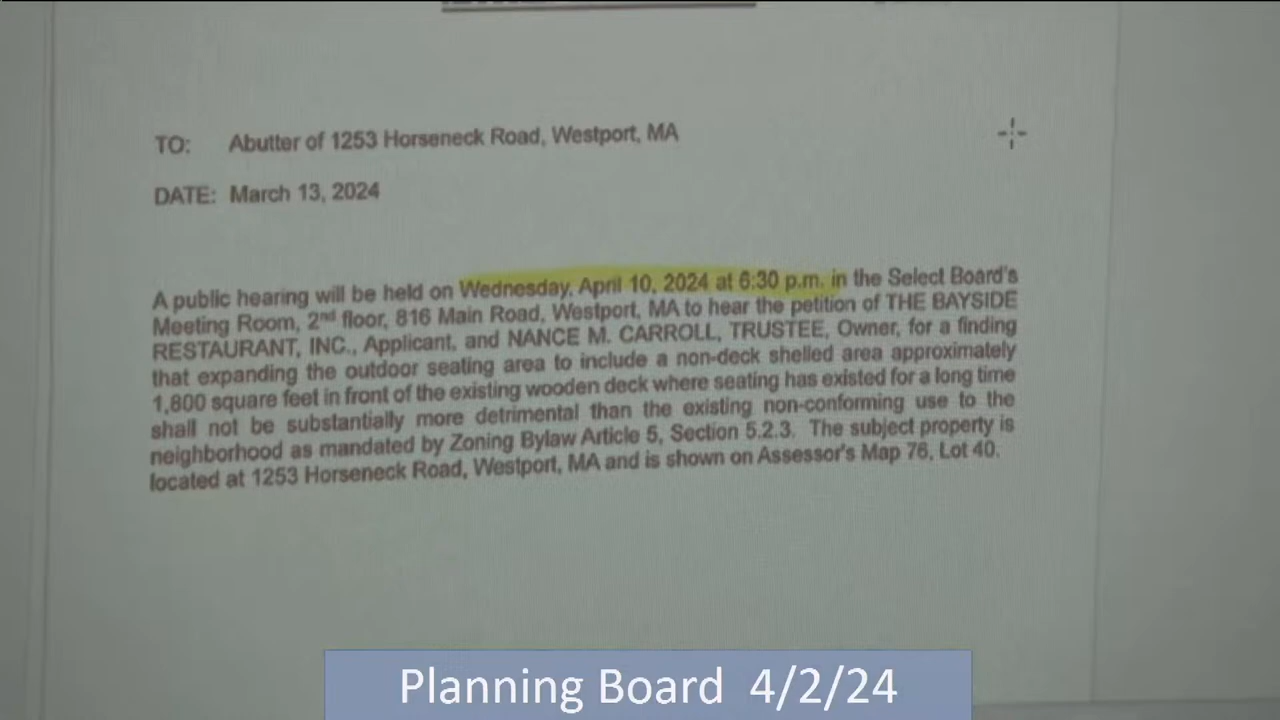 TO: Abutter of 1253 Horseneck Road, Westport, MA
DATE: March 13, 2024
A public hearing will be held on Wednesday, April 10, 2024 at 6:30 p.m. in the Select Board's
Meeting Room, 2nd floor, 816 Main Road, Westport, MA to hear the petition of THE BAYSIDE
RESTAURANT, INC., Applicant, and NANCE M. CARROLL, TRUSTEE, Owner, for a finding
that expanding the outdoor seating area to include a non-deck shelled area approximately
1,800 square feet in front of the existing wooden deck where seating has existed for a long time
shall not be substantially more detrimental than the existing non-conforming use to the
neighborhood as mandated by Zoning Bylaw Article 5, Section 5.2.3. The subject property is
located at 1253 Horseneck Road, Westport, MA and is shown on Assessor's Map 76, Lot 40.
Planning Board 4/2/24